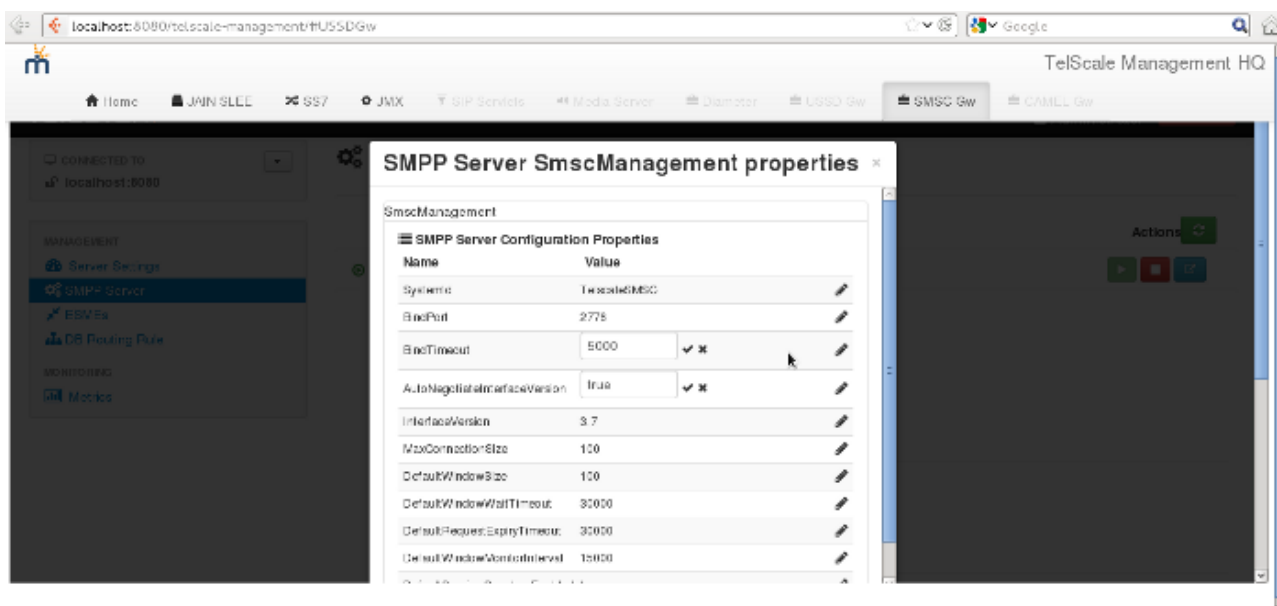 localhost:8080/telscale-management/#USSDGw
Google
TelScale Management HQ
Home JAIN SLEE SS7 JMX SIP Servlets Media Server Diameter USSD Gw SMSC Gw CAMEL Gw
CONNECTED TO
localhost:8080
SMPP Server SmscManagement properties ×
SmscManagement
MANAGEMENT
Actions
SMPP Server Configuration Properties
Server Settings
Name Value
SMPP Server
SystemId TelscaleSMSC
ESMEs
BindPort 2776
DB Routing Rule
BindTimeout 5000
MONITORING
AutoNegotiateInterfaceVersion true
Metrics
InterfaceVersion 3.7
MaxConnectionSize 100
DefaultWindowSize 100
DefaultWindowWaitTimeout 30000
DefaultRequestExpiryTimeout 30000
DefaultWindowMonitorInterval 15000